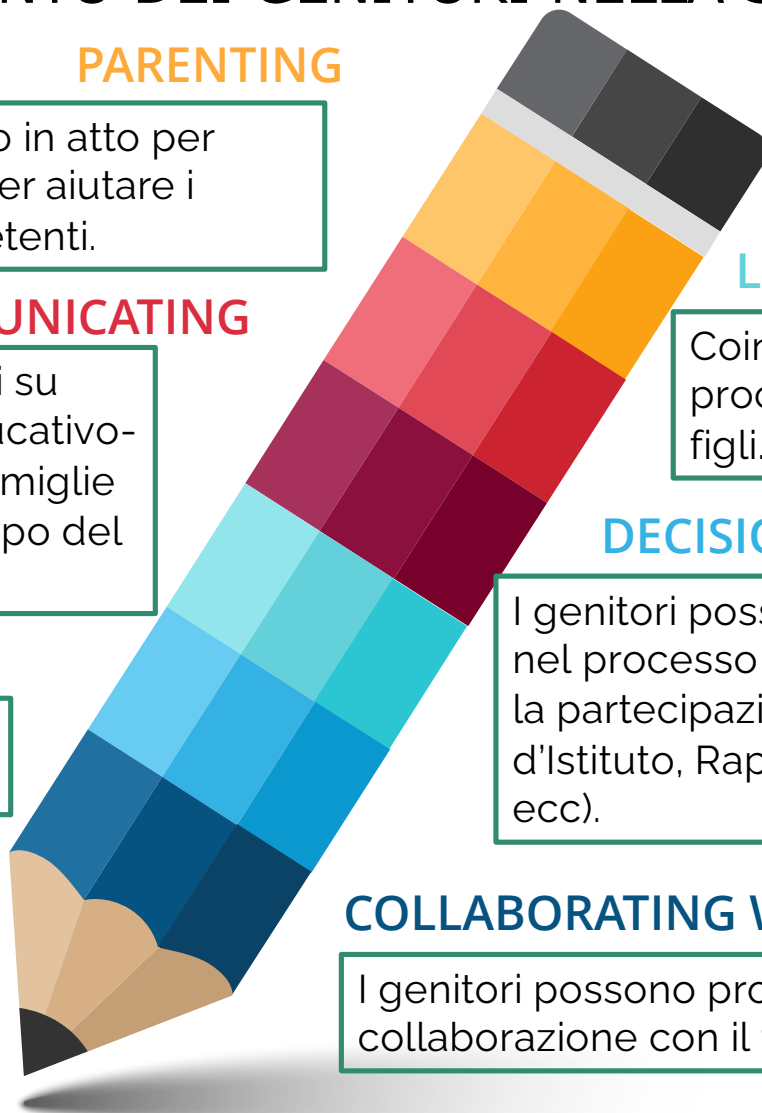 PARENTING
o in atto per
er aiutare i
etenti.
UNICATING
i su
ucativo-
miglie
po del
L
Coin
proc
figli.
DECISIO
I genitori poss
nel processo
la partecipazi
d'Istituto, Rap
ecc).
COLLABORATING W
I genitori possono pro
collaborazione con il